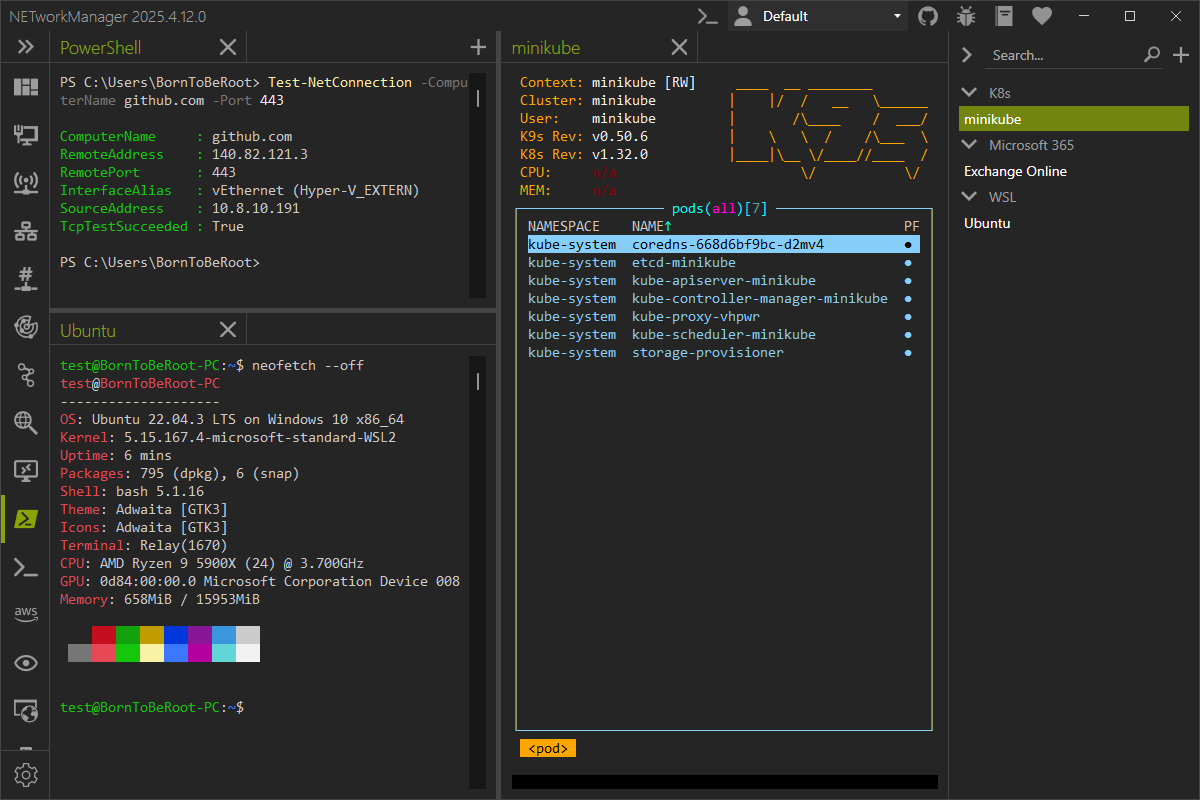 NETworkManager 2025.4.12.0
Default
PowerShell
PS C:\Users\BornToBeRoot> Test-NetConnection -Compu
terName github.com -Port 443
ComputerName     : github.com
RemoteAddress    : 140.82.121.3
RemotePort       : 443
InterfaceAlias   : vEthernet (Hyper-V_EXTERN)
SourceAddress    : 10.8.10.191
TcpTestSucceeded : True
PS C:\Users\BornToBeRoot>
Ubuntu
test@BornToBeRoot-PC:~$ neofetch --off
test@BornToBeRoot-PC
--------------------
OS: Ubuntu 22.04.3 LTS on Windows 10 x86_64
Kernel: 5.15.167.4-microsoft-standard-WSL2
Uptime: 6 mins
Packages: 795 (dpkg), 6 (snap)
Shell: bash 5.1.16
Theme: Adwaita [GTK3]
Icons: Adwaita [GTK3]
Terminal: Relay(1670)
CPU: AMD Ryzen 9 5900X (24) @ 3.700GHz
GPU: 0d84:00:00.0 Microsoft Corporation Device 008
Memory: 658MiB / 15953MiB
test@BornToBeRoot-PC:~$
aws
minikube
Context: minikube [RW]
Cluster: minikube
User: minikube
K9s Rev: v0.50.6
K8s Rev: v1.32.0
CPU: n/a
MEM: n/a
K9s
pods(all)[7]
NAMESPACE NAME↑ PF
kube-system coredns-668d6bf9bc-d2mv4 ●
kube-system etcd-minikube ●
kube-system kube-apiserver-minikube ●
kube-system kube-controller-manager-minikube ●
kube-system kube-proxy-vhpwr ●
kube-system kube-scheduler-minikube ●
kube-system storage-provisioner ●
<pod>
Search...
K8s
minikube
Microsoft 365
Exchange Online
WSL
Ubuntu